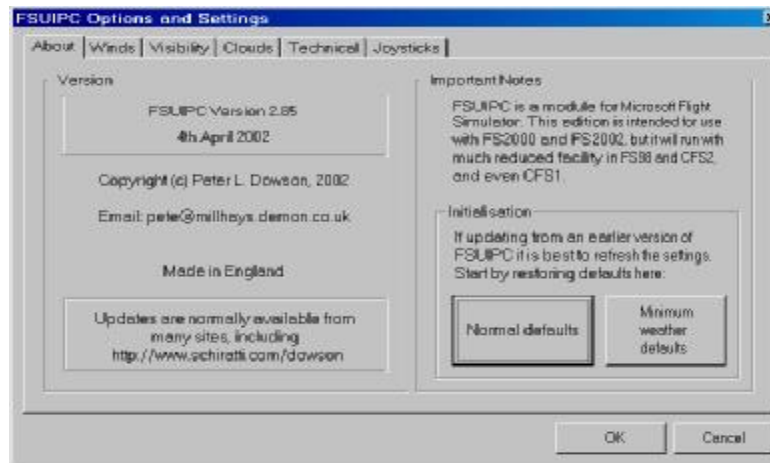 FSUIPC Options and Settings
About
Winds
Visibility
Clouds
Technical
Joysticks
Version
FSUIPC Version 2.85
4th April 2002
Copyright (c) Peter L. Dowson, 2002
Email: pete@millhays.demon.co.uk
Made in England
Updates are normally available from
many sites, including
http://www.schiratti.com/dowson
Important Notes
FSUIPC is a module for Microsoft Flight
Simulator. This edition is intended for use
with FS2000 and FS2002, but it will run with
much reduced facility in FS98 and CFS2,
and even CFS1.
Initialisation
If updating from an earlier version of
FSUIPC it is best to refresh the settings.
Start by restoring defaults here:
Normal defaults
Minimum
weather
defaults
OK
Cancel